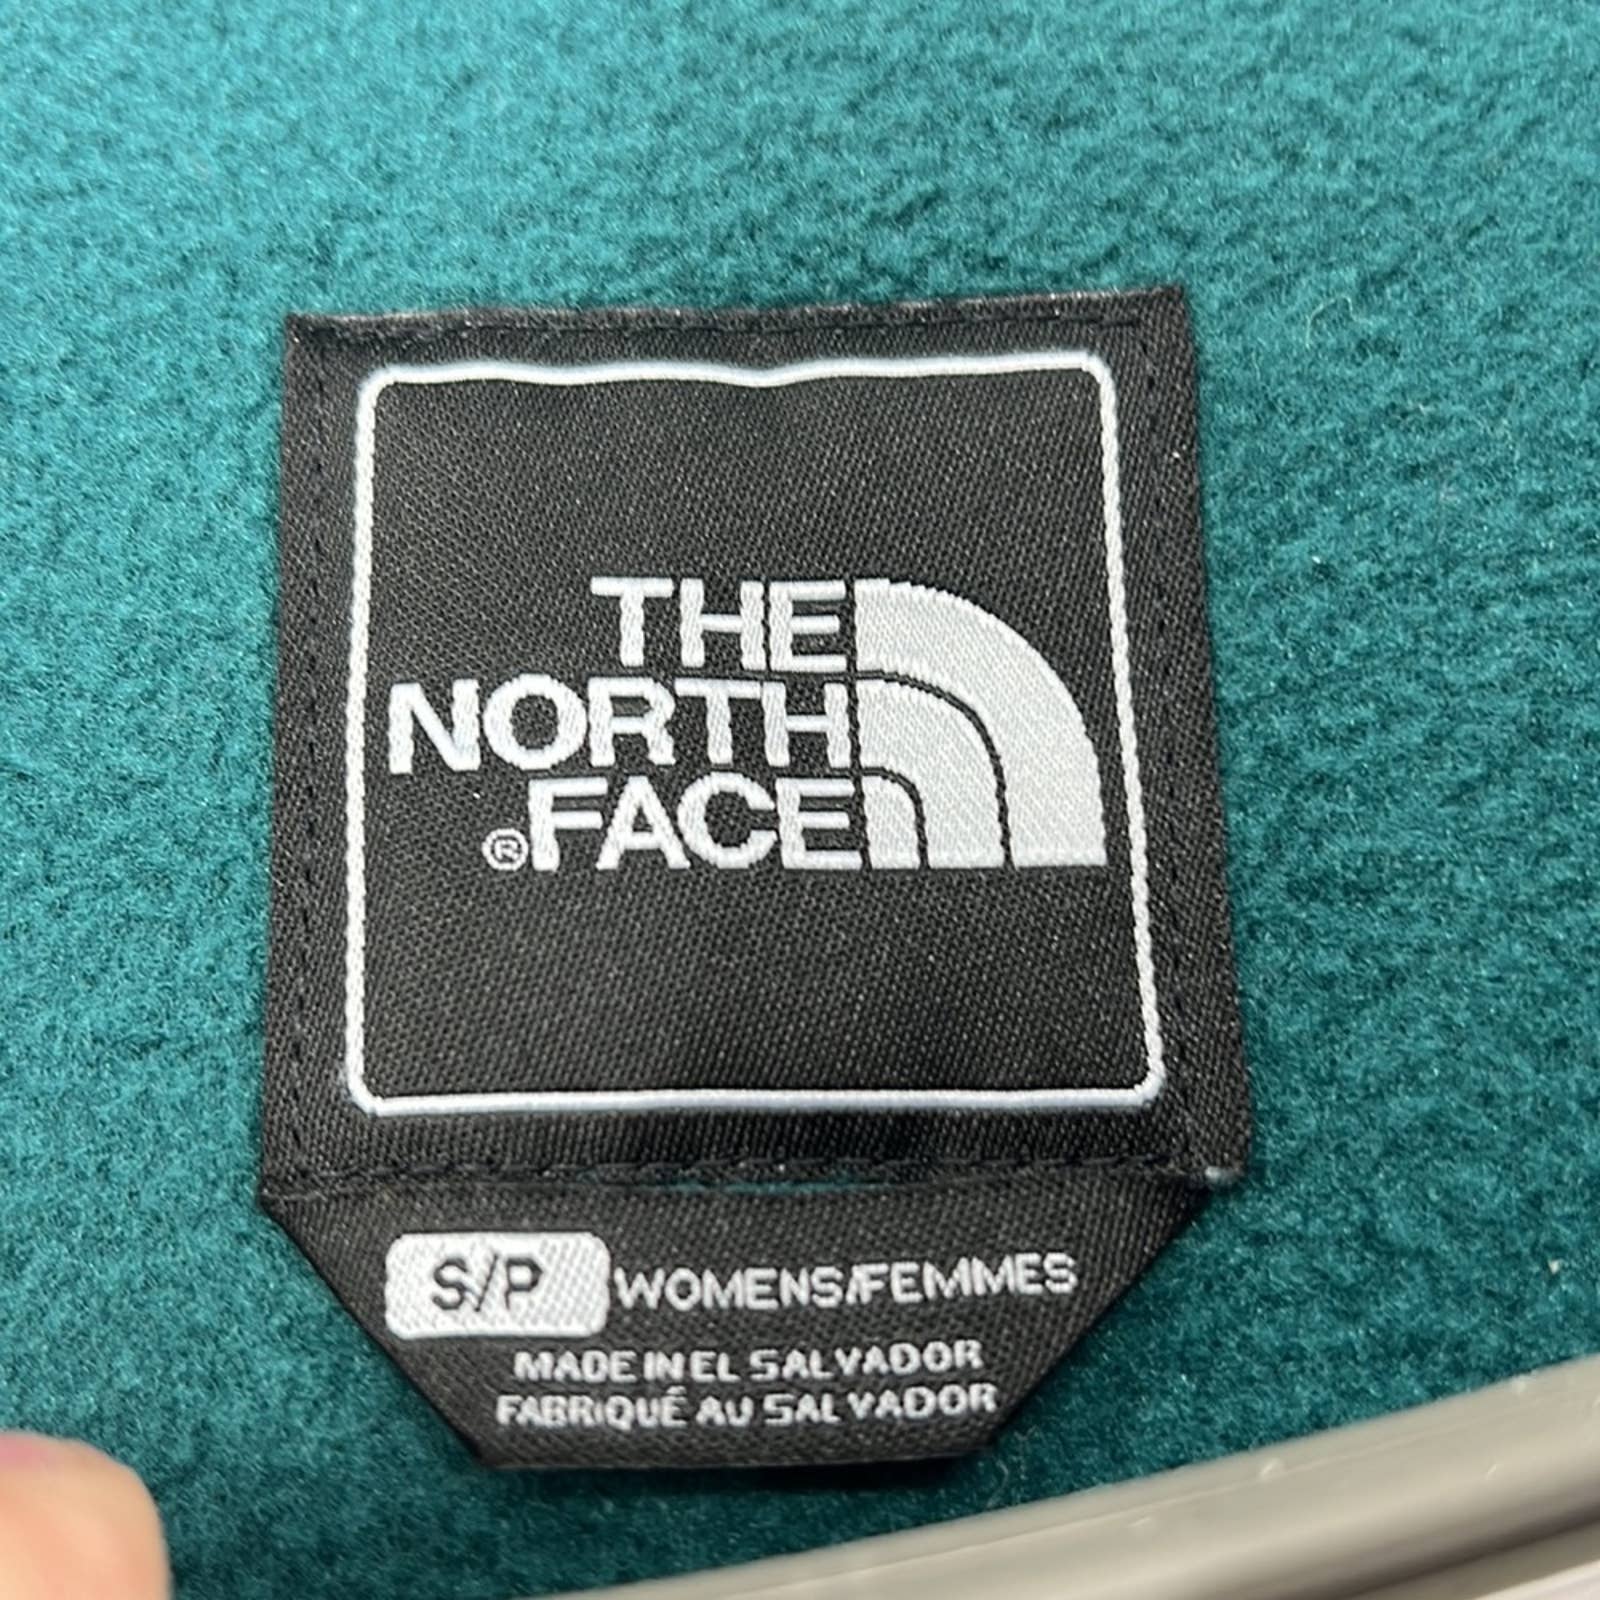 THE
NORTH
®FACE
S/P WOMENS/FEMMES
MADE IN EL SALVADOR
FABRIQUÉ AU SALVADOR